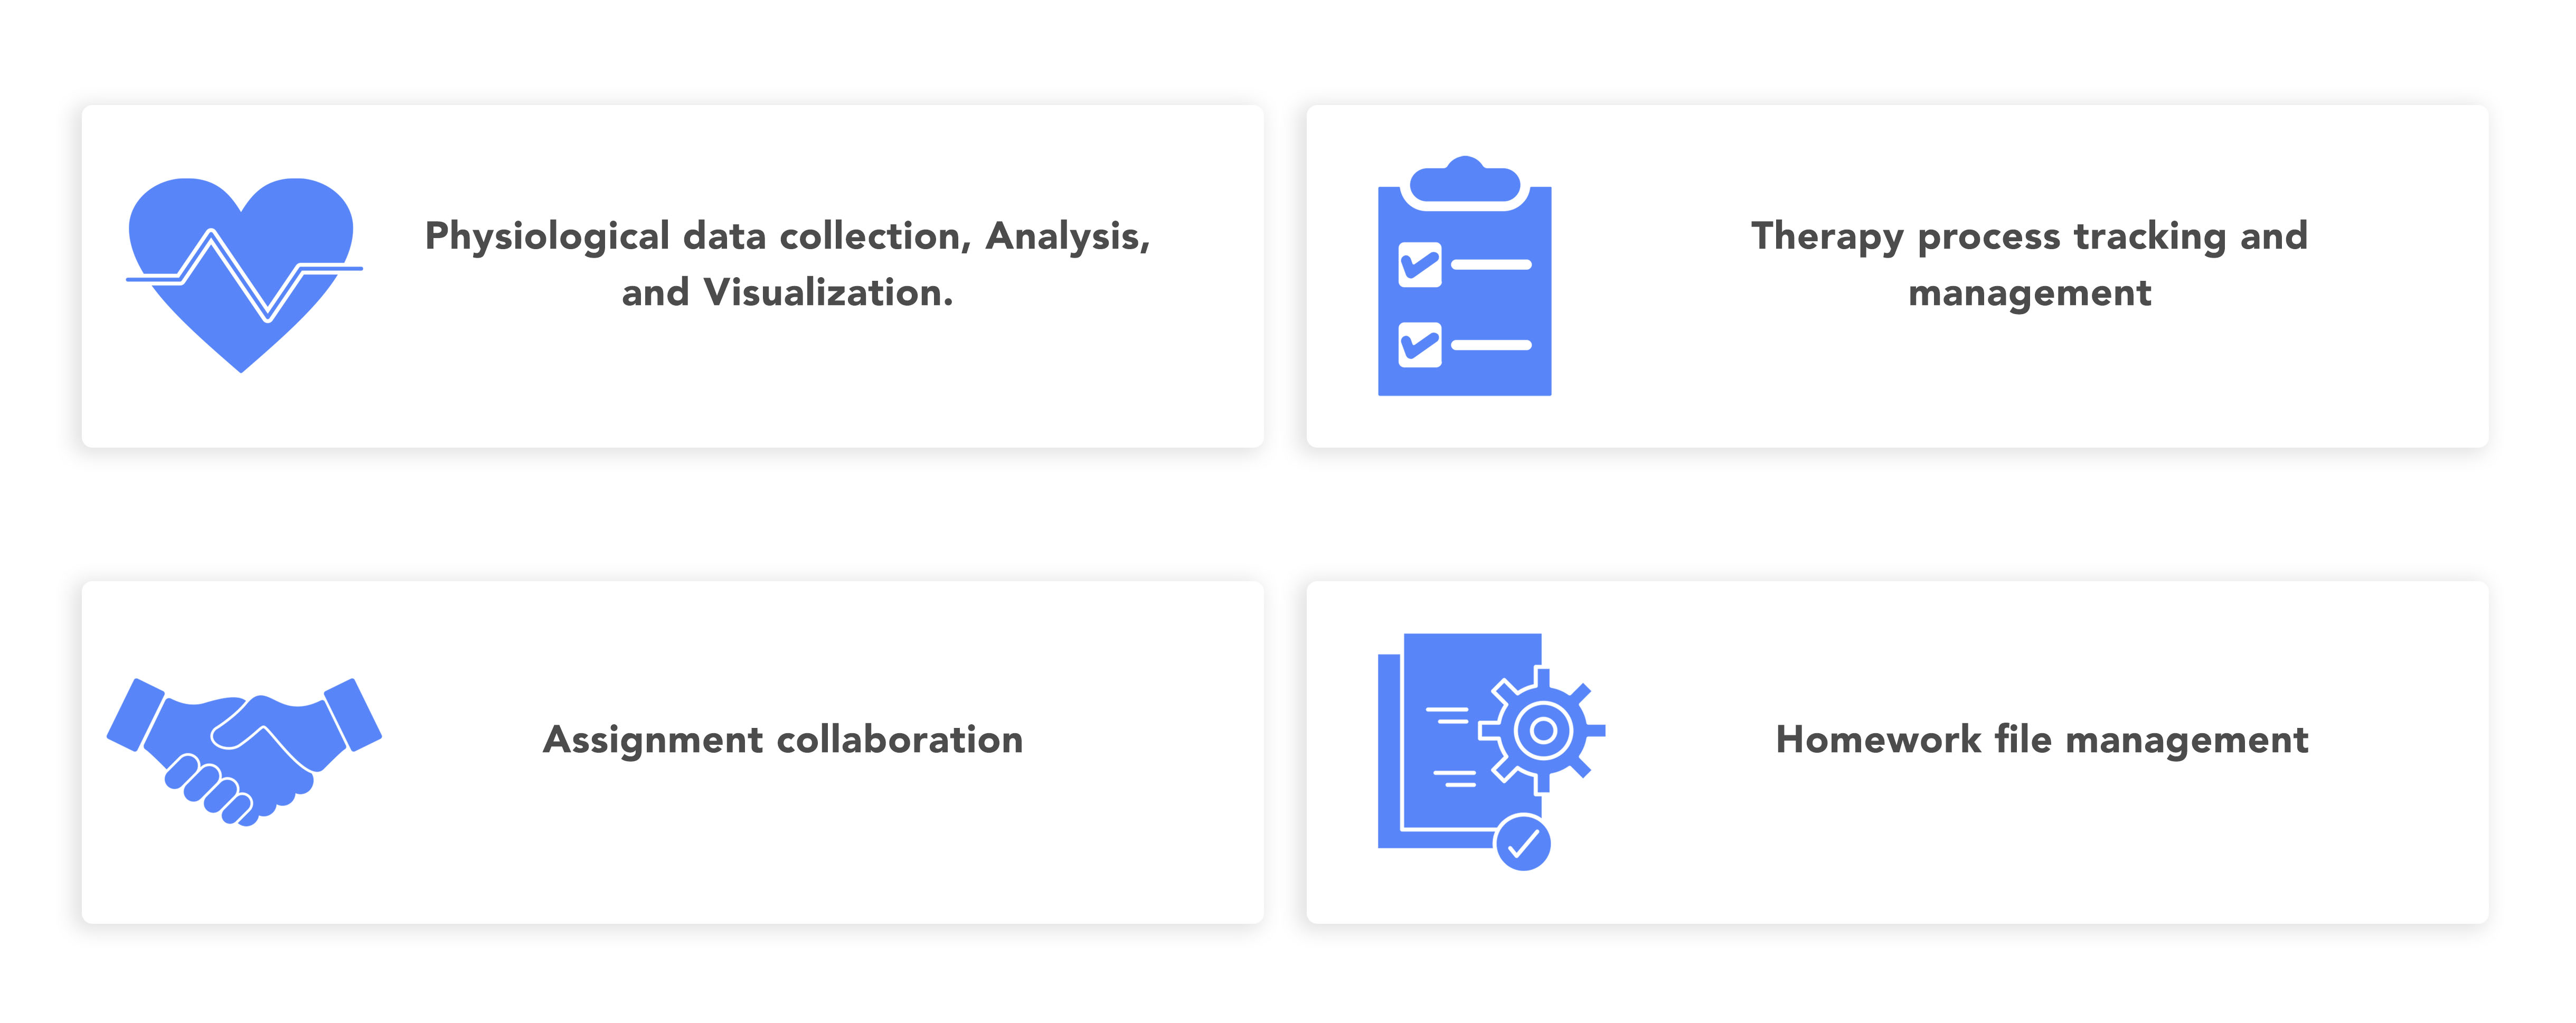 Physiological data collection, Analysis,
and Visualization.
Therapy process tracking and
management
Assignment collaboration
Homework file management